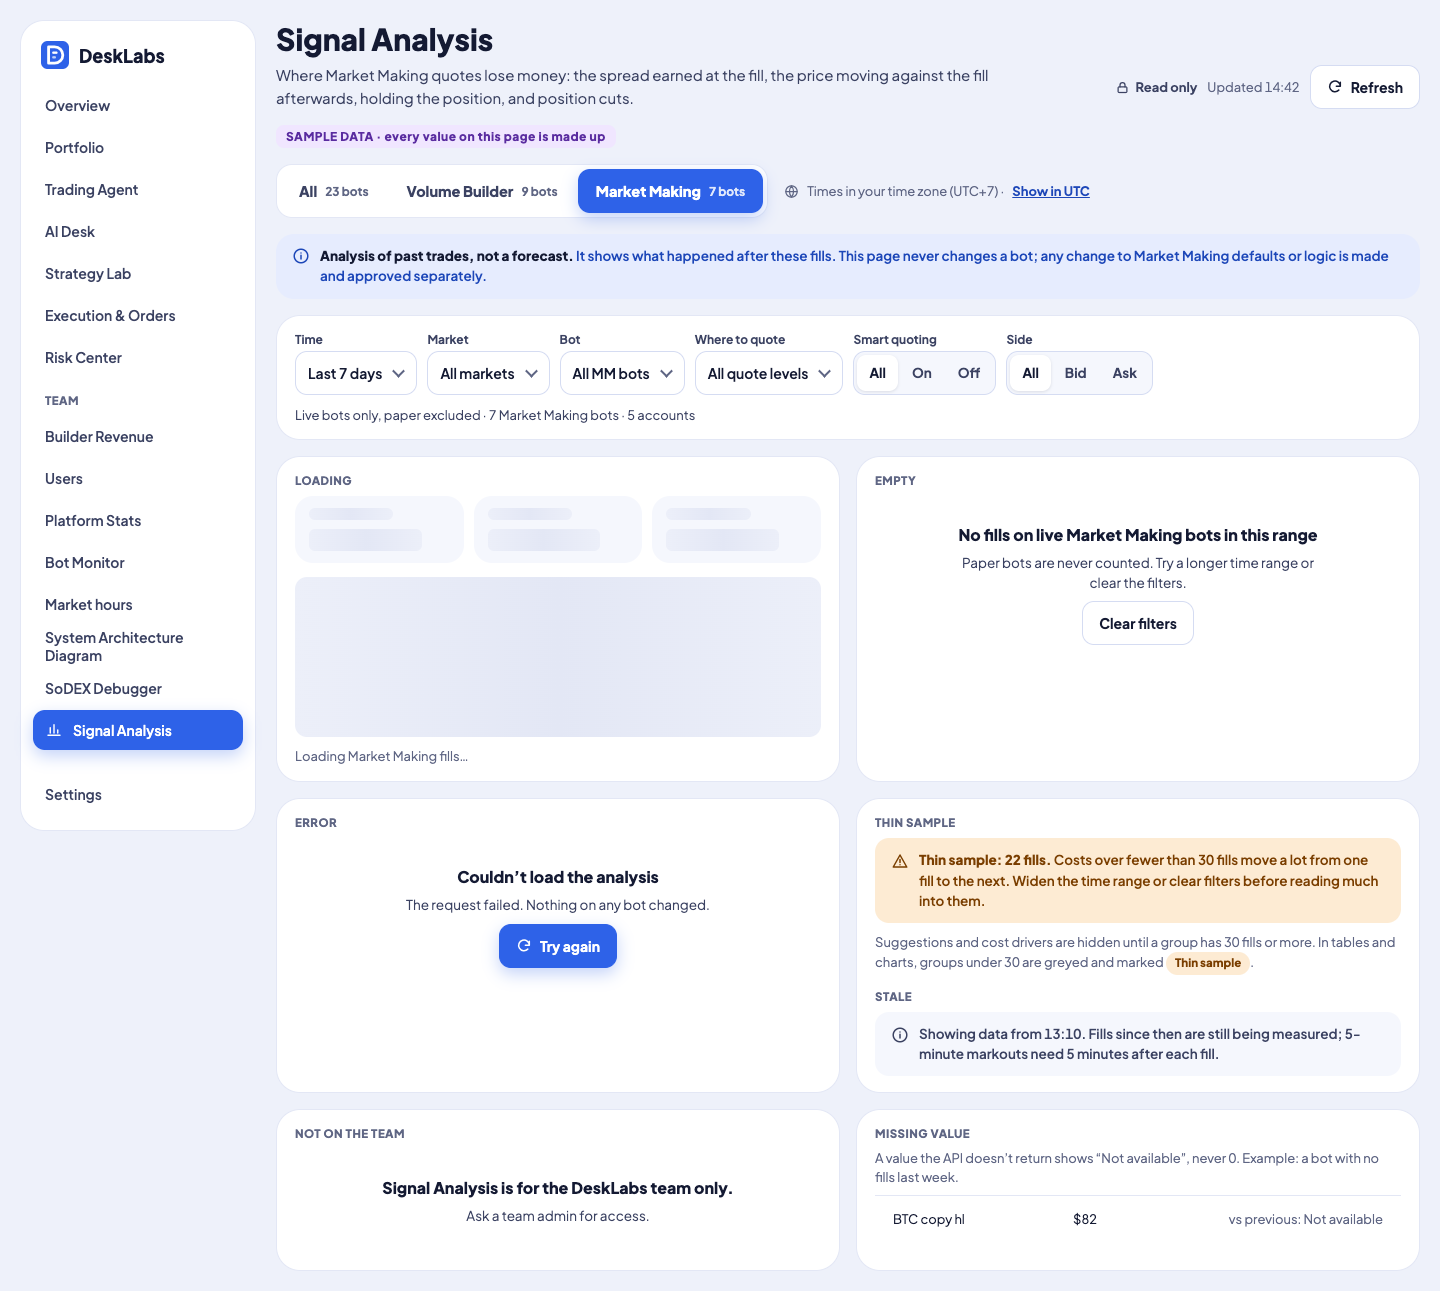 DeskLabs
Overview
Portfolio
Trading Agent
AI Desk
Strategy Lab
Execution & Orders
Risk Center
TEAM
Builder Revenue
Users
Platform Stats
Bot Monitor
Market hours
System Architecture
Diagram
SoDEX Debugger
Signal Analysis
Settings
Signal Analysis
Where Market Making quotes lose money: the spread earned at the fill, the price moving against the fill
afterwards, holding the position, and position cuts.
Read only Updated 14:42 Refresh
SAMPLE DATA · every value on this page is made up
All 23 bots Volume Builder 9 bots Market Making 7 bots Times in your time zone (UTC+7) · Show in UTC
Analysis of past trades, not a forecast. It shows what happened after these fills. This page never changes a bot; any change to Market Making defaults or logic is made
and approved separately.
Time Market Bot Where to quote Smart quoting Side
Last 7 days All markets All MM bots All quote levels All On Off All Bid Ask
Live bots only, paper excluded · 7 Market Making bots · 5 accounts
LOADING
Loading Market Making fills…
EMPTY
No fills on live Market Making bots in this range
Paper bots are never counted. Try a longer time range or
clear the filters.
Clear filters
ERROR
Couldn’t load the analysis
The request failed. Nothing on any bot changed.
Try again
THIN SAMPLE
Thin sample: 22 fills. Costs over fewer than 30 fills move a lot from one
fill to the next. Widen the time range or clear filters before reading much
into them.
Suggestions and cost drivers are hidden until a group has 30 fills or more. In tables and
charts, groups under 30 are greyed and marked Thin sample .
STALE
Showing data from 13:10. Fills since then are still being measured; 5-
minute markouts need 5 minutes after each fill.
NOT ON THE TEAM
Signal Analysis is for the DeskLabs team only.
Ask a team admin for access.
MISSING VALUE
A value the API doesn’t return shows “Not available”, never 0. Example: a bot with no
fills last week.
BTC copy hl $82 vs previous: Not available